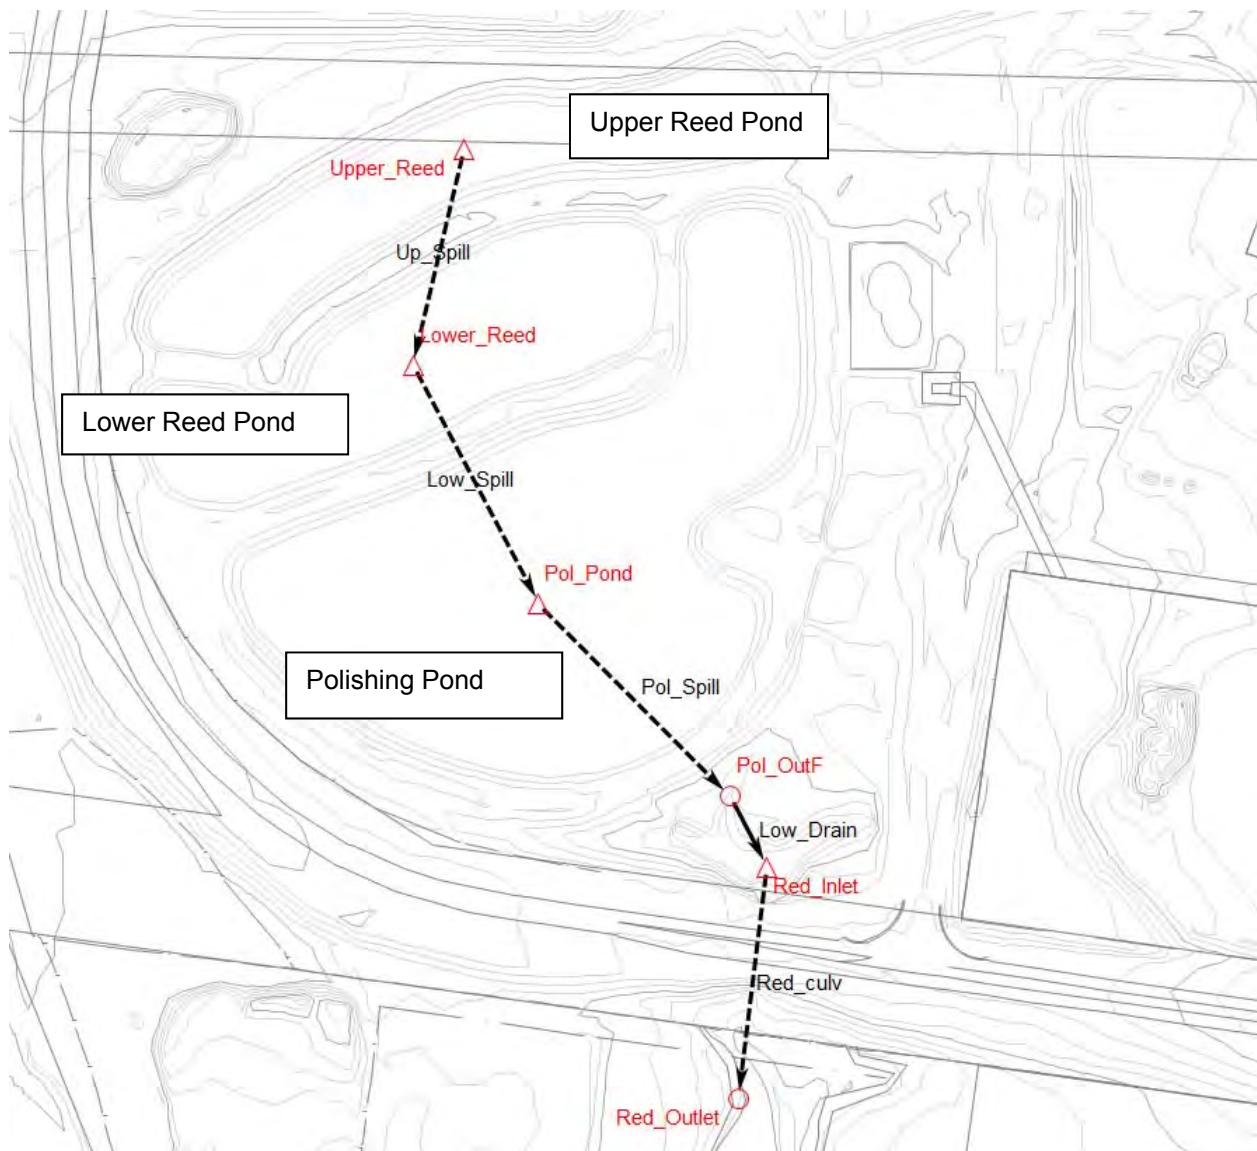 Upper Reed Pond
Upper_Reed
Up_Spill
Lower_Reed
Lower Reed Pond
Low_Spill
Pol_Pond
Polishing Pond
Pol_Spill
Pol_OutF
Low_Drain
Red_Inlet
Red_culv
Red_Outlet